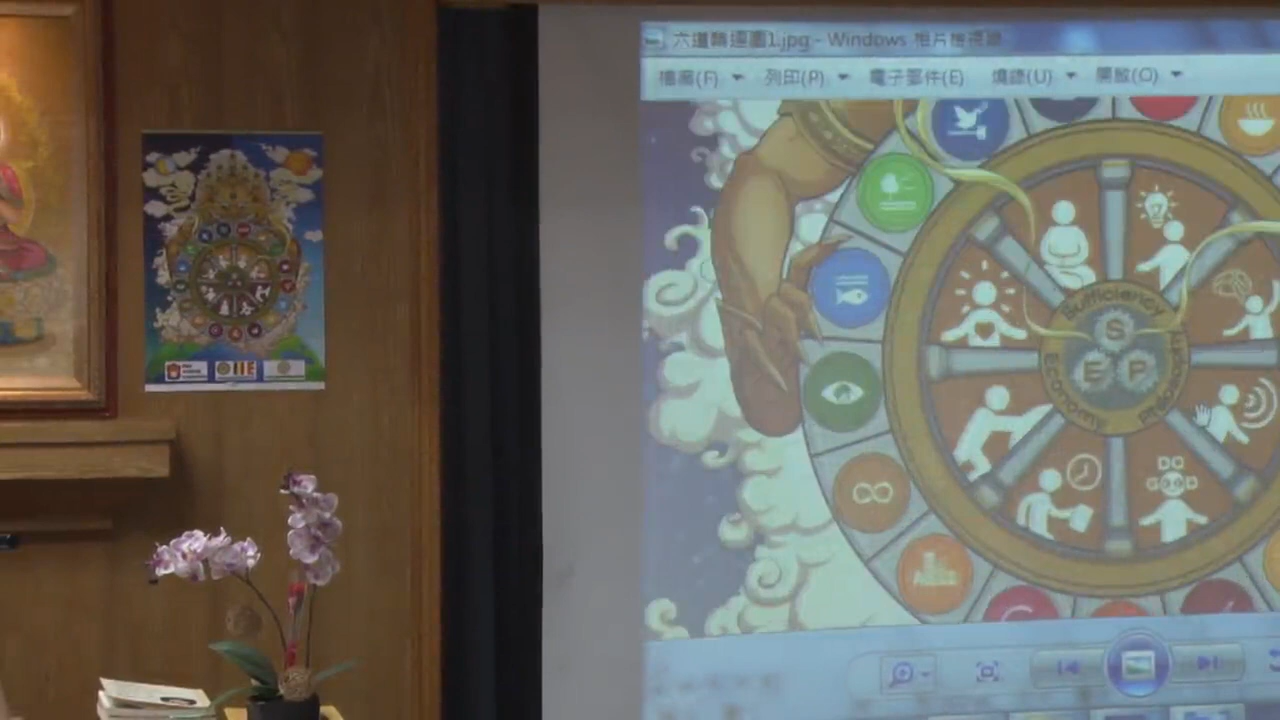 六道輪迴圖1.jpg - Windows 相片檢視器
檔案(F) 列印(P) 電子郵件(E) 燒錄(U) 開啟(O)
Sufficiency
Economy
Philosophy
S
E P